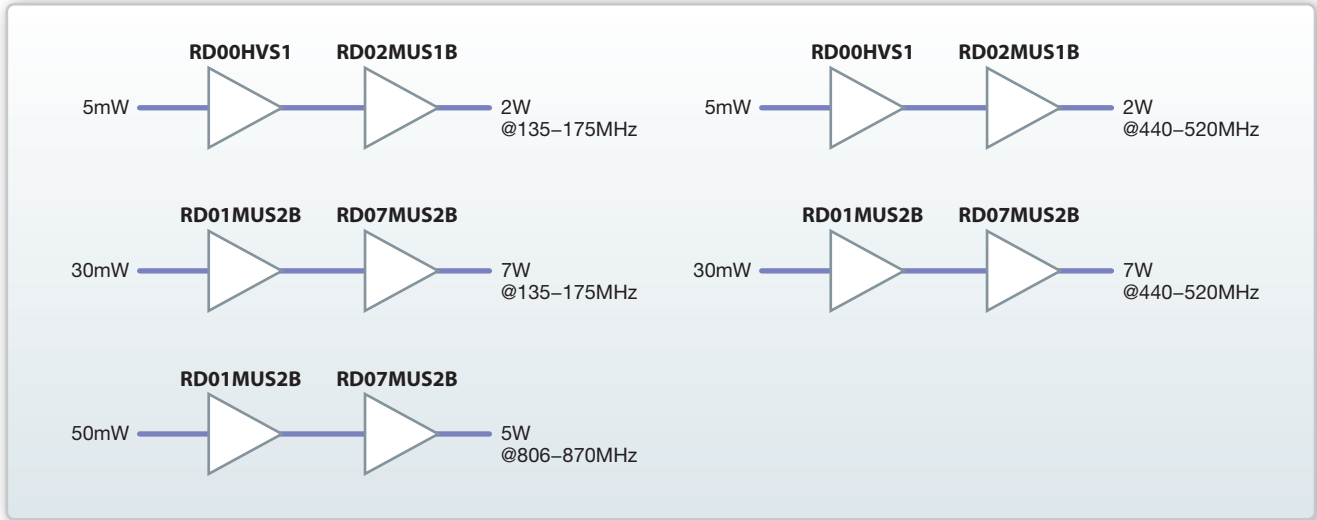 RD00HVS1 RD02MUS1B
5mW 2W
@135–175MHz
RD00HVS1 RD02MUS1B
5mW 2W
@440–520MHz
RD01MUS2B RD07MUS2B
30mW 7W
@135–175MHz
RD01MUS2B RD07MUS2B
30mW 7W
@440–520MHz
RD01MUS2B RD07MUS2B
50mW 5W
@806–870MHz